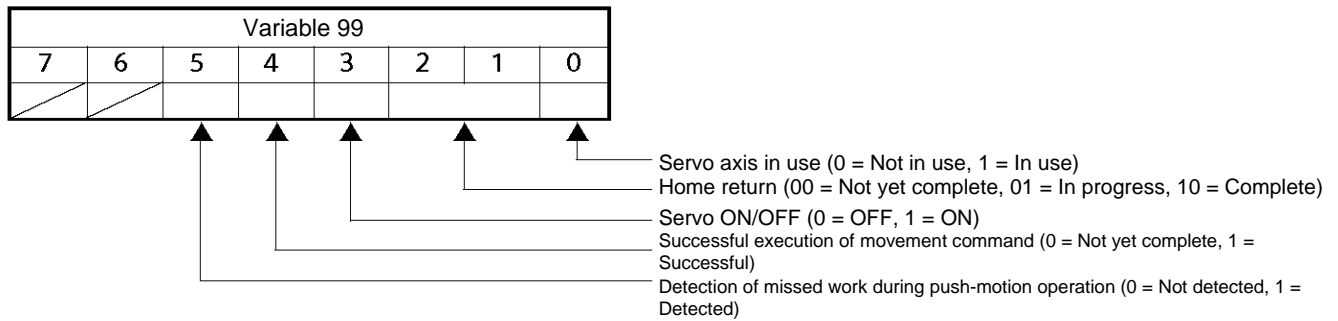 Variable 99
7 6 5 4 3 2 1 0
Servo axis in use (0 = Not in use, 1 = In use)
Home return (00 = Not yet complete, 01 = In progress, 10 = Complete)
Servo ON/OFF (0 = OFF, 1 = ON)
Successful execution of movement command (0 = Not yet complete, 1 =
Successful)
Detection of missed work during push-motion operation (0 = Not detected, 1 =
Detected)